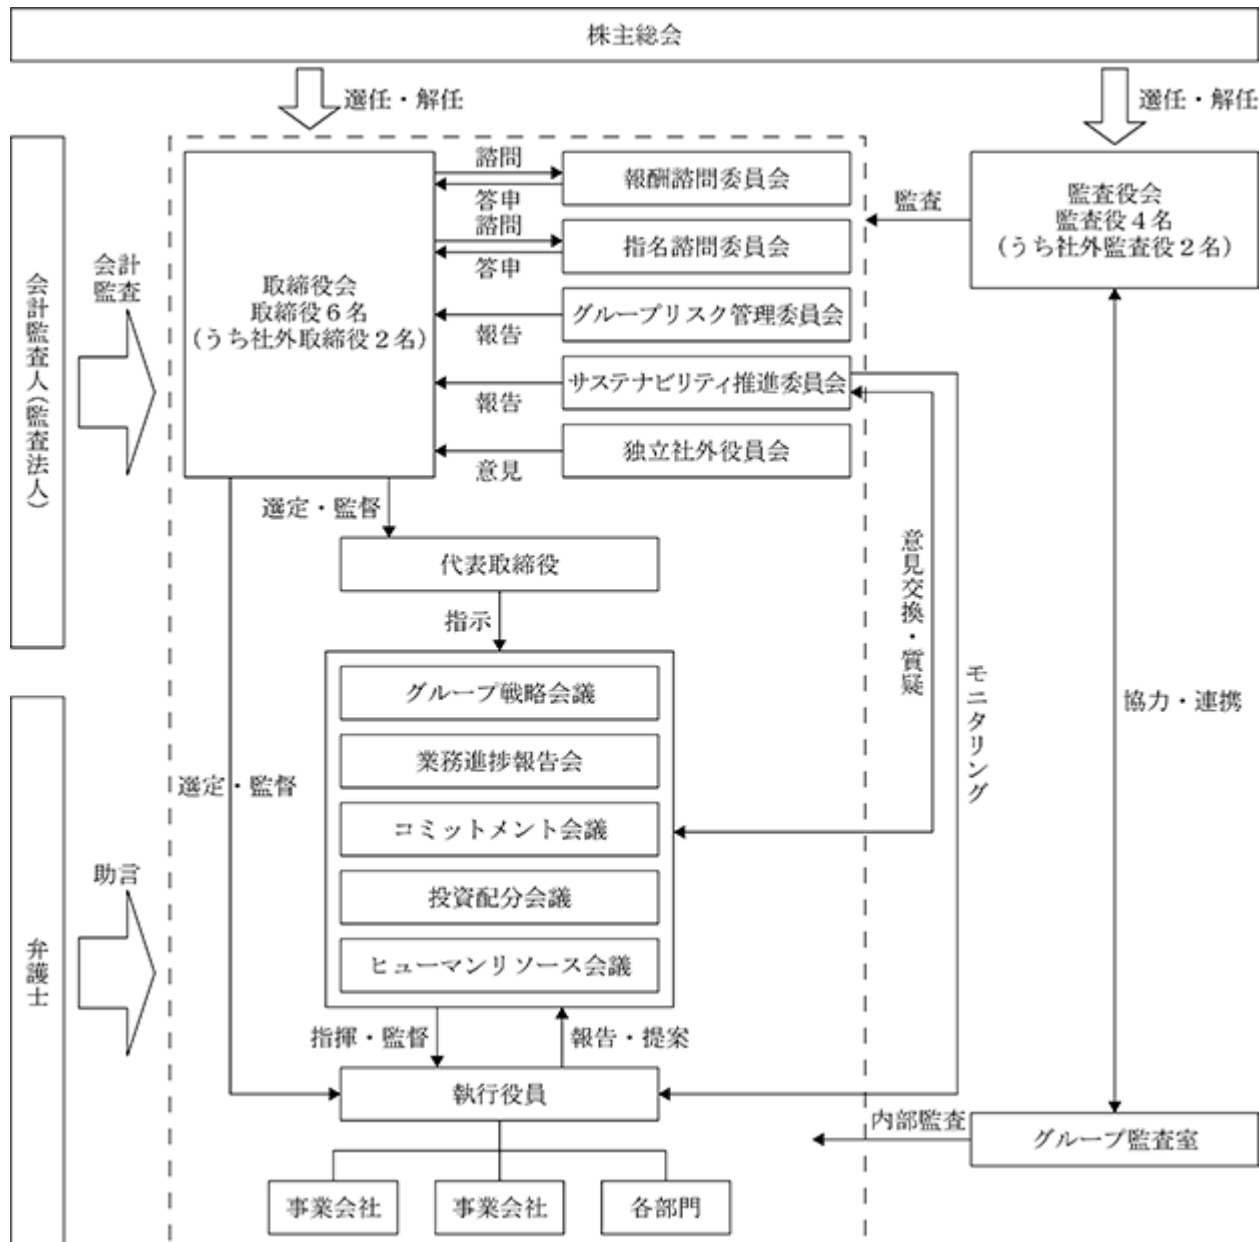 株主総会
選任・解任
選任・解任
会計監査人(監査法人)
会計
監査
取締役会
取締役6名
(うち社外取締役2名)
諮問
答申
報酬諮問委員会
諮問
答申
指名諮問委員会
報告
グループリスク管理委員会
報告
サステナビリティ推進委員会
意見
独立社外役員会
監査
監査役会
監査役4名
(うち社外監査役2名)
選定・監督
代表取締役
指示
グループ戦略会議
業務進捗報告会
コミットメント会議
投資配分会議
ヒューマンリソース会議
意見交換・質疑
モニタリング
協力・連携
選定・監督
弁護士
助言
指揮・監督
報告・提案
執行役員
内部監査
グループ監査室
事業会社
事業会社
各部門